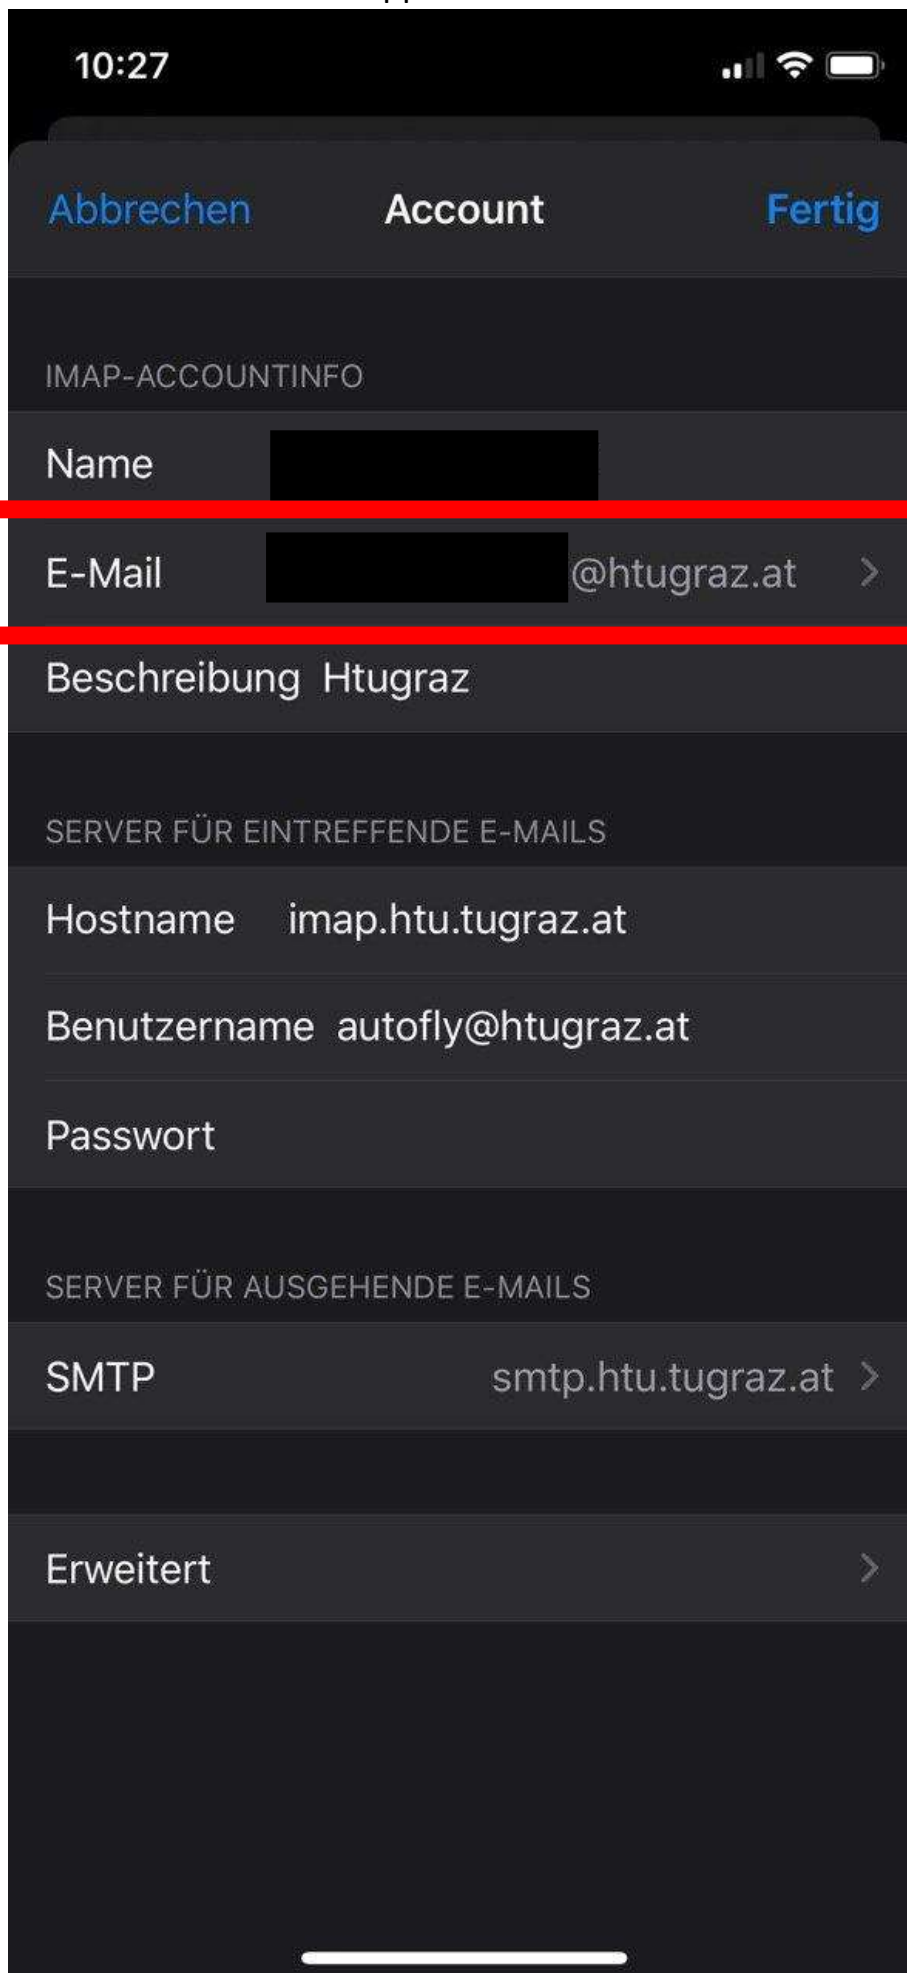 10:27
Abbrechen Account Fertig
IMAP-ACCOUNTINFO
Name
E-Mail @htugraz.at
Beschreibung Htugraz
SERVER FÜR EINTREFFENDE E-MAILS
Hostname imap.htu.tugraz.at
Benutzername autofly@htugraz.at
Passwort
SERVER FÜR AUSGEHENDE E-MAILS
SMTP smtp.htu.tugraz.at
Erweitert